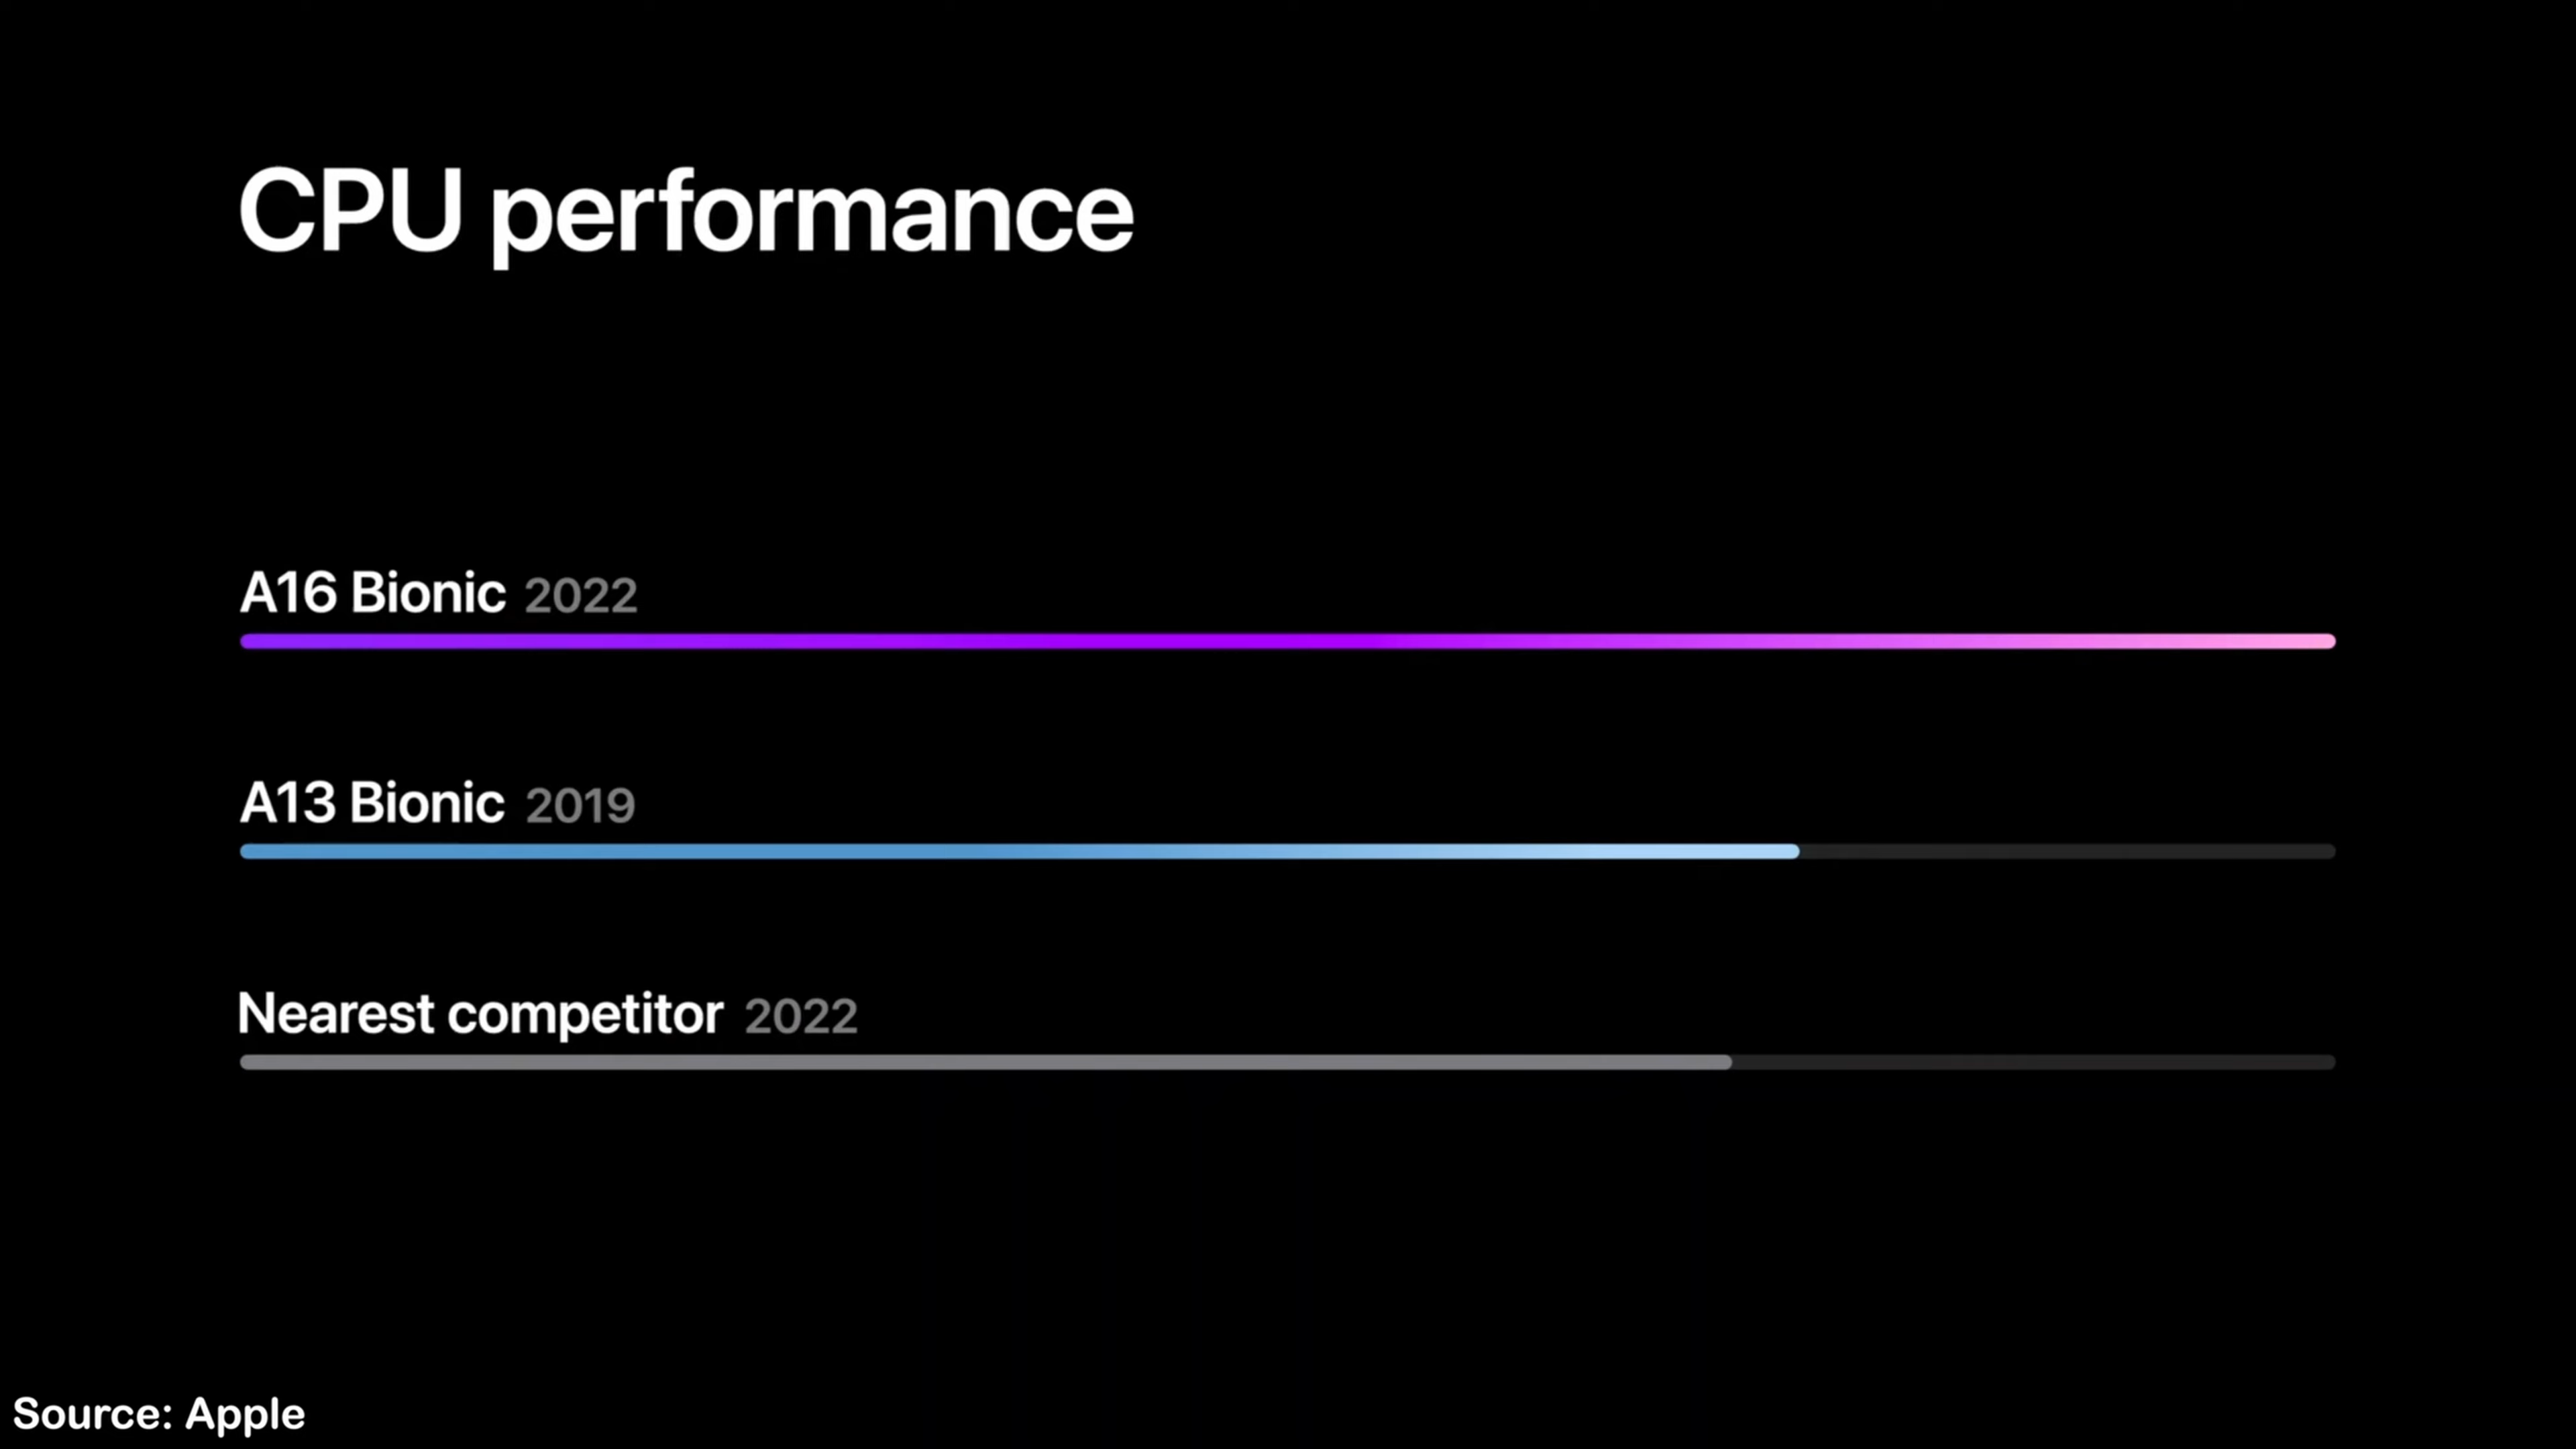 CPU performance
A16 Bionic 2022
A13 Bionic 2019
Nearest competitor 2022
Source: Apple